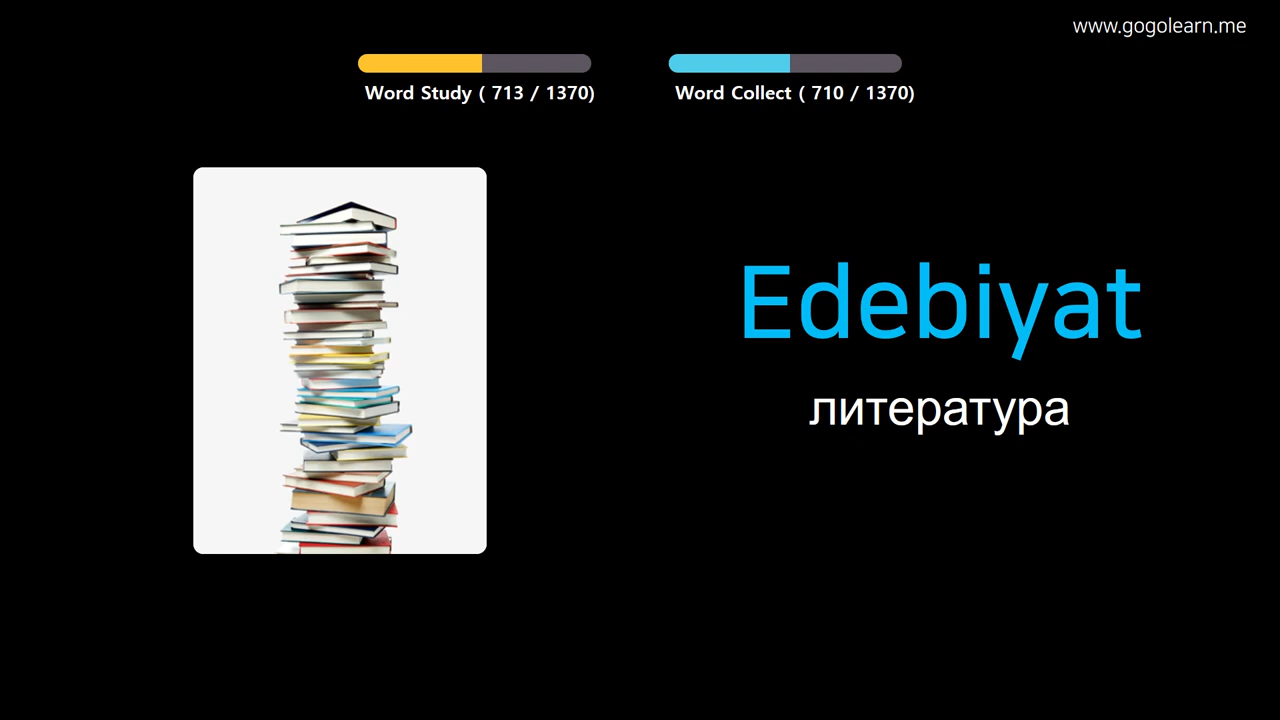 www.gogolearn.me
Word Study ( 713 / 1370)
Word Collect ( 710 / 1370)
Edebiyat
литература